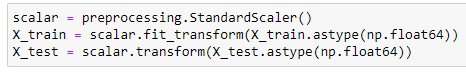 scalar = preprocessing.StandardScaler()
X_train = scalar.fit_transform(X_train.astype(np.float64))
X_test = scalar.transform(X_test.astype(np.float64))